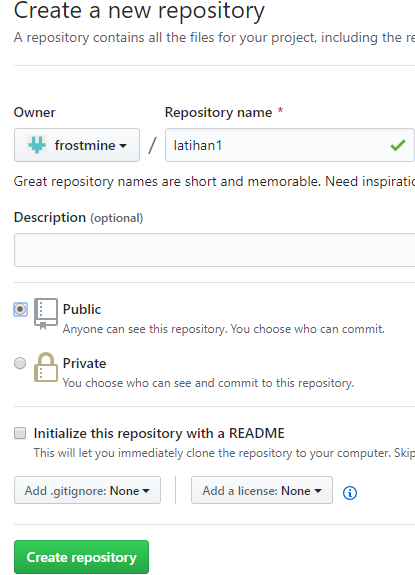 Create a new repository
A repository contains all the files for your project, including the
Owner
Repository name *
frostmine
/
latihan1
Great repository names are short and memorable. Need
Description (optional)
Public
Anyone can see this repository. You choose who can commit.
Private
You choose who can see and commit to this repository.
Initialize this repository with a README
This will let you immediately clone the repository to your computer.
Add .gitignore: None
Add a license: None
Create repository